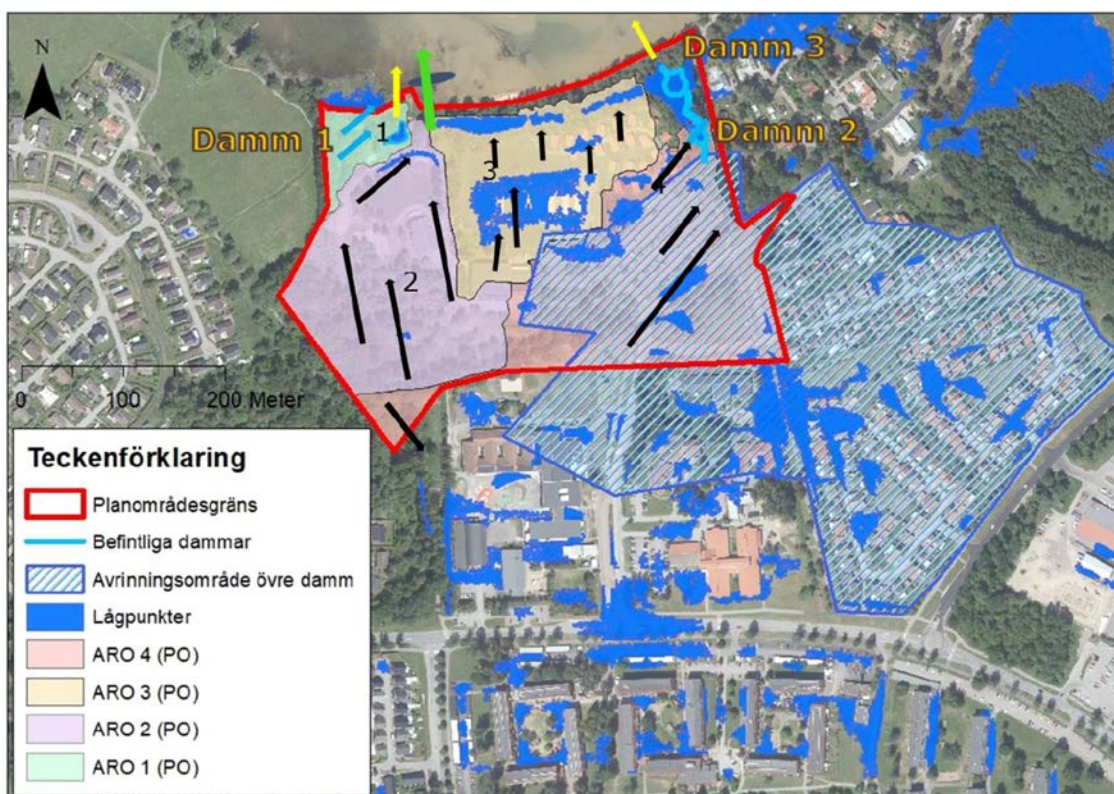 N
Damm 3
Damm 2
Damm 1
1
3
4
2
0 100 200 Meter
Teckenförklaring
Planområdesgräns
Befintliga dammar
Avrinningsområde övre damm
Lågpunkter
ARO 4 (PO)
ARO 3 (PO)
ARO 2 (PO)
ARO 1 (PO)